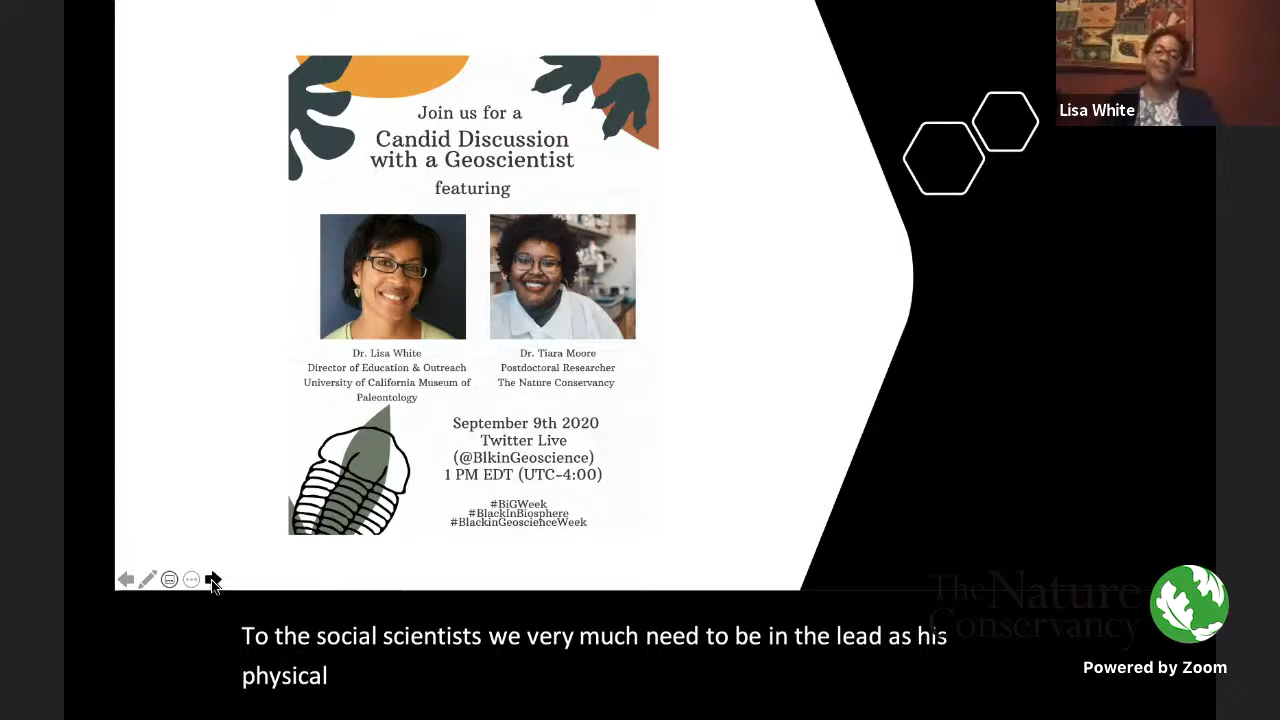 Join us for a
Candid Discussion
with a Geoscientist
featuring
Dr. Lisa White
Director of Education & Outreach
University of California Museum of
Paleontology
Dr. Tiara Moore
Postdoctoral Researcher
The Nature Conservancy
September 9th 2020
Twitter Live
(@BlkinGeoscience)
1 PM EDT (UTC-4:00)
#BiGWeek
#BlackInBiosphere
#BlackinGeoscienceWeek
Lisa White
To the social scientists we very much need to be in the lead as his
physical
The Nature
Conservancy
Powered by Zoom